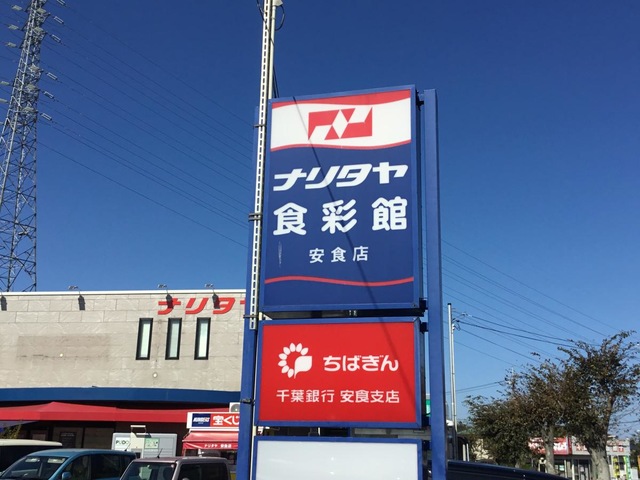 ナリタヤ
食彩館
安食店
ちばぎん
千葉銀行 安食支店
ナリタヤ
宝くじ